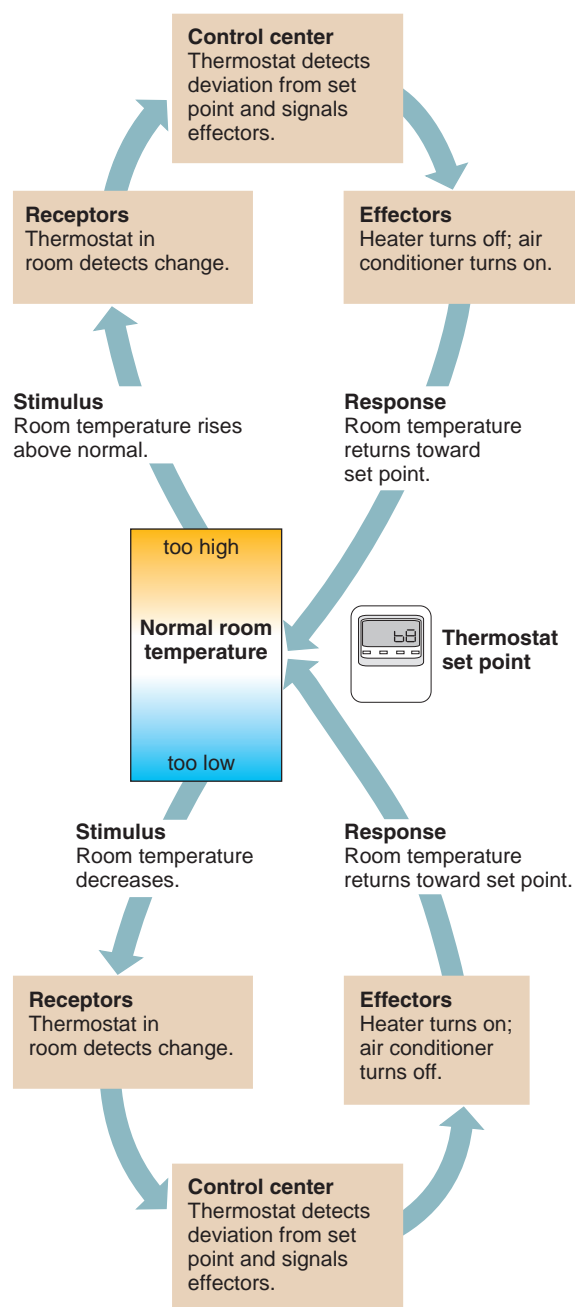 Control center
Thermostat detects
deviation from set
point and signals
effectors.
Receptors
Thermostat in
room detects change.
Effectors
Heater turns off; air
conditioner turns on.
Stimulus
Room temperature rises
above normal.
Response
Room temperature
returns toward
set point.
too high
Normal room
temperature
too low
68
Thermostat
set point
Stimulus
Room temperature
decreases.
Response
Room temperature
returns toward set point.
Receptors
Thermostat in
room detects change.
Effectors
Heater turns on;
air conditioner
turns off.
Control center
Thermostat detects
deviation from set
point and signals
effectors.